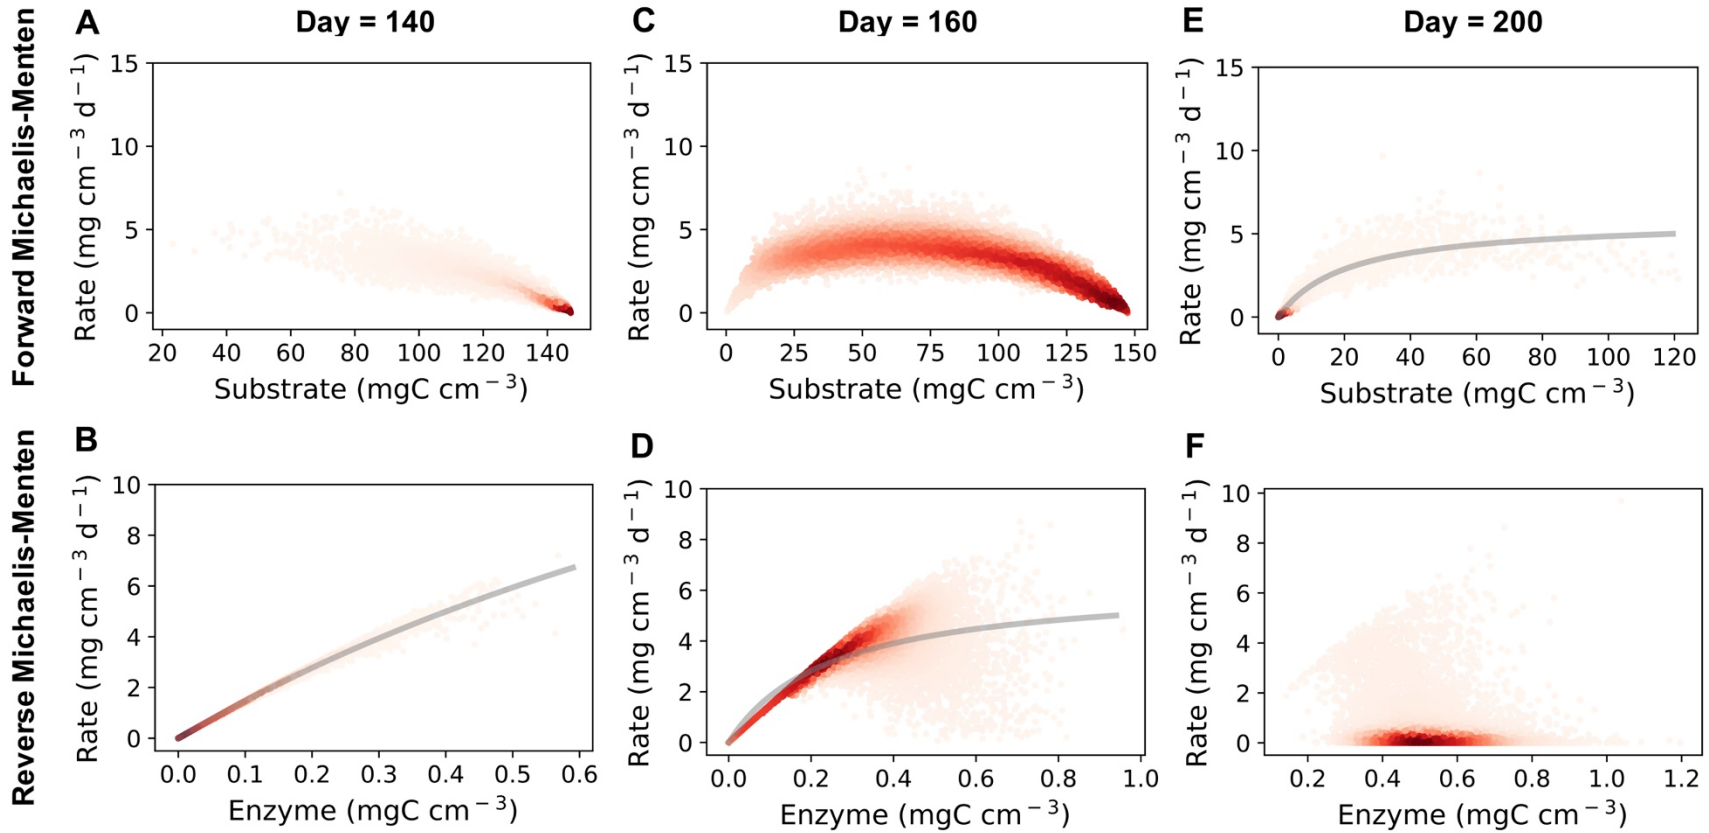 A
Day = 140
C
Day = 160
E
Day = 200
Forward Michaelis-Menten
Rate (mg cm⁻³ d⁻¹)
15
10
5
0
20 40 60 80 100 120 140
Substrate (mgC cm⁻³)
Rate (mg cm⁻³ d⁻¹)
15
10
5
0
0 25 50 75 100 125 150
Substrate (mgC cm⁻³)
Rate (mg cm⁻³ d⁻¹)
15
10
5
0
0 20 40 60 80 100 120
Substrate (mgC cm⁻³)
Reverse Michaelis-Menten
B
Rate (mg cm⁻³ d⁻¹)
10
8
6
4
2
0
0.0 0.1 0.2 0.3 0.4 0.5 0.6
Enzyme (mgC cm⁻³)
D
Rate (mg cm⁻³ d⁻¹)
10
8
6
4
2
0
0.0 0.2 0.4 0.6 0.8 1.0
Enzyme (mgC cm⁻³)
F
Rate (mg cm⁻³ d⁻¹)
10
8
6
4
2
0
0.2 0.4 0.6 0.8 1.0 1.2
Enzyme (mgC cm⁻³)